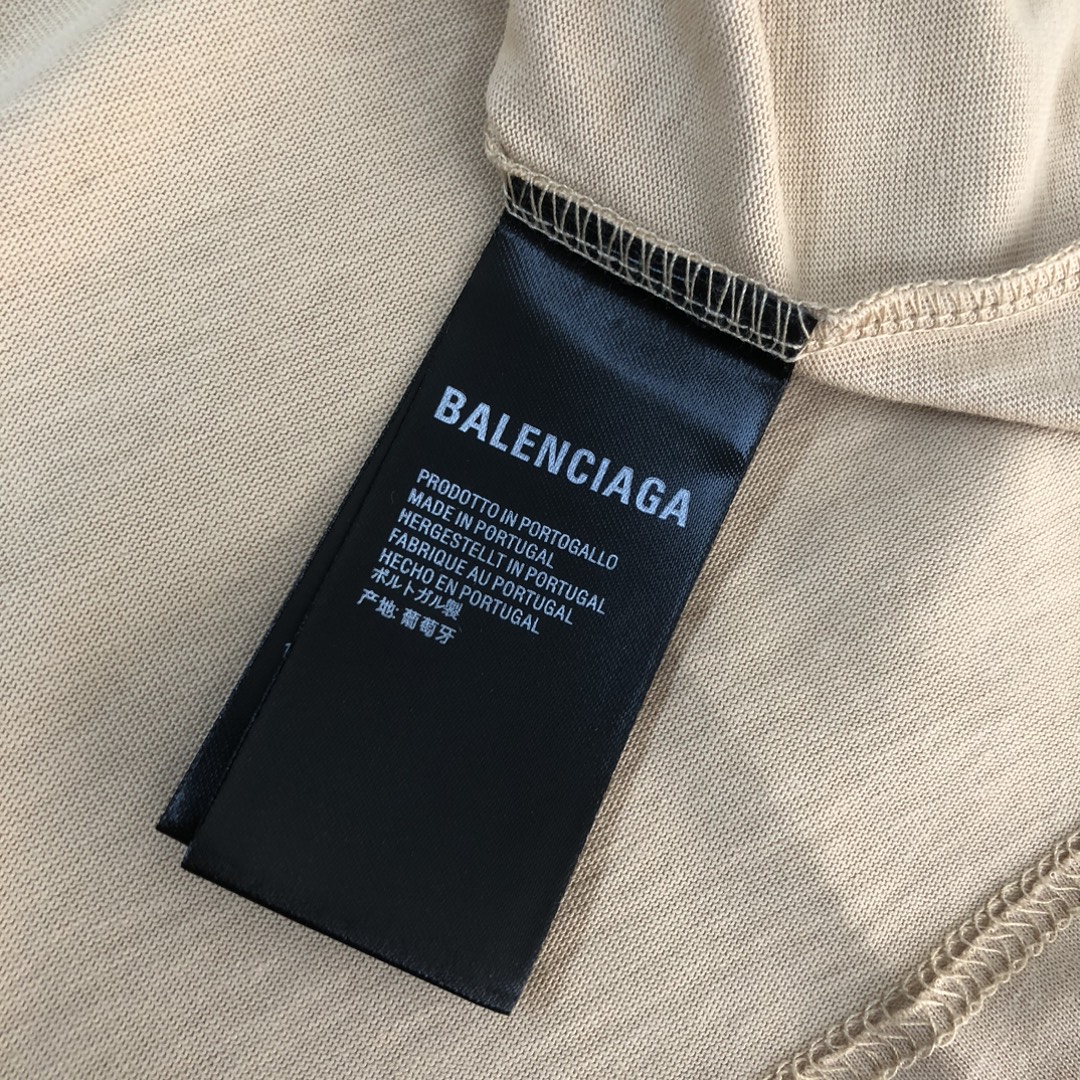 BALENCIAGA
PRODOTTO IN PORTOGALLO
MADE IN PORTUGAL
HERGESTELLT IN PORTUGAL
FABRIQUE AU PORTUGAL
HECHO EN PORTUGAL
ポルトガル製
产地: 葡萄牙